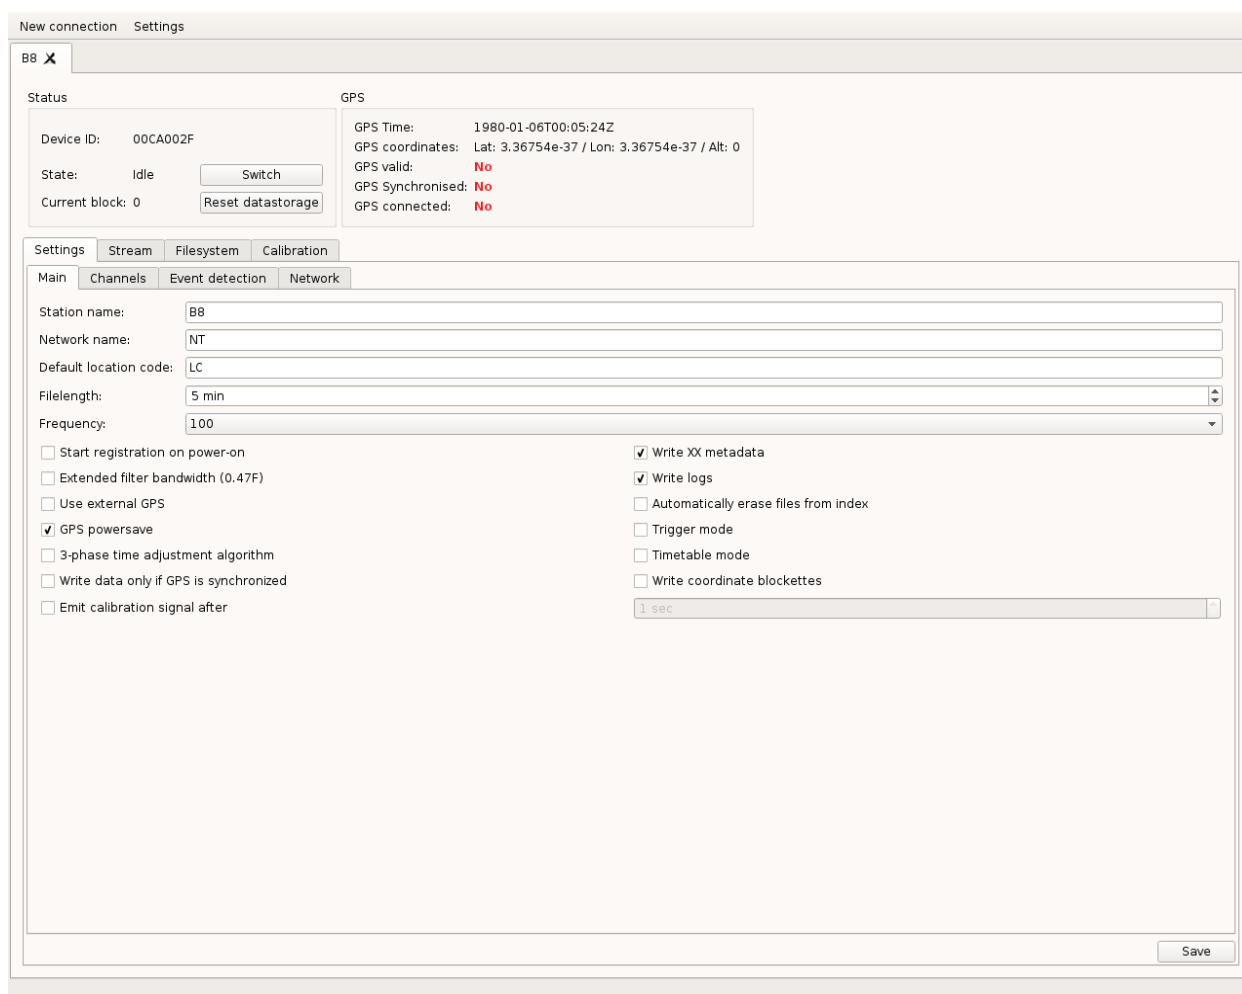 New connection Settings
B8
Status
Device ID: 00CA002F
State: Idle Switch
Current block: 0 Reset datastorage
GPS
GPS Time: 1980-01-06T00:05:24Z
GPS coordinates: Lat: 3.36754e-37 / Lon: 3.36754e-37 / Alt: 0
GPS valid: No
GPS Synchronised: No
GPS connected: No
Settings Stream Filesystem Calibration
Main Channels Event detection Network
Station name: B8
Network name: NT
Default location code: LC
Filelength: 5 min
Frequency: 100
Start registration on power-on Write XX metadata
Extended filter bandwidth (0.47F) Write logs
Use external GPS Automatically erase files from index
GPS powersave Trigger mode
3-phase time adjustment algorithm Timetable mode
Write data only if GPS is synchronized Write coordinate blockettes
Emit calibration signal after 1 sec
Save